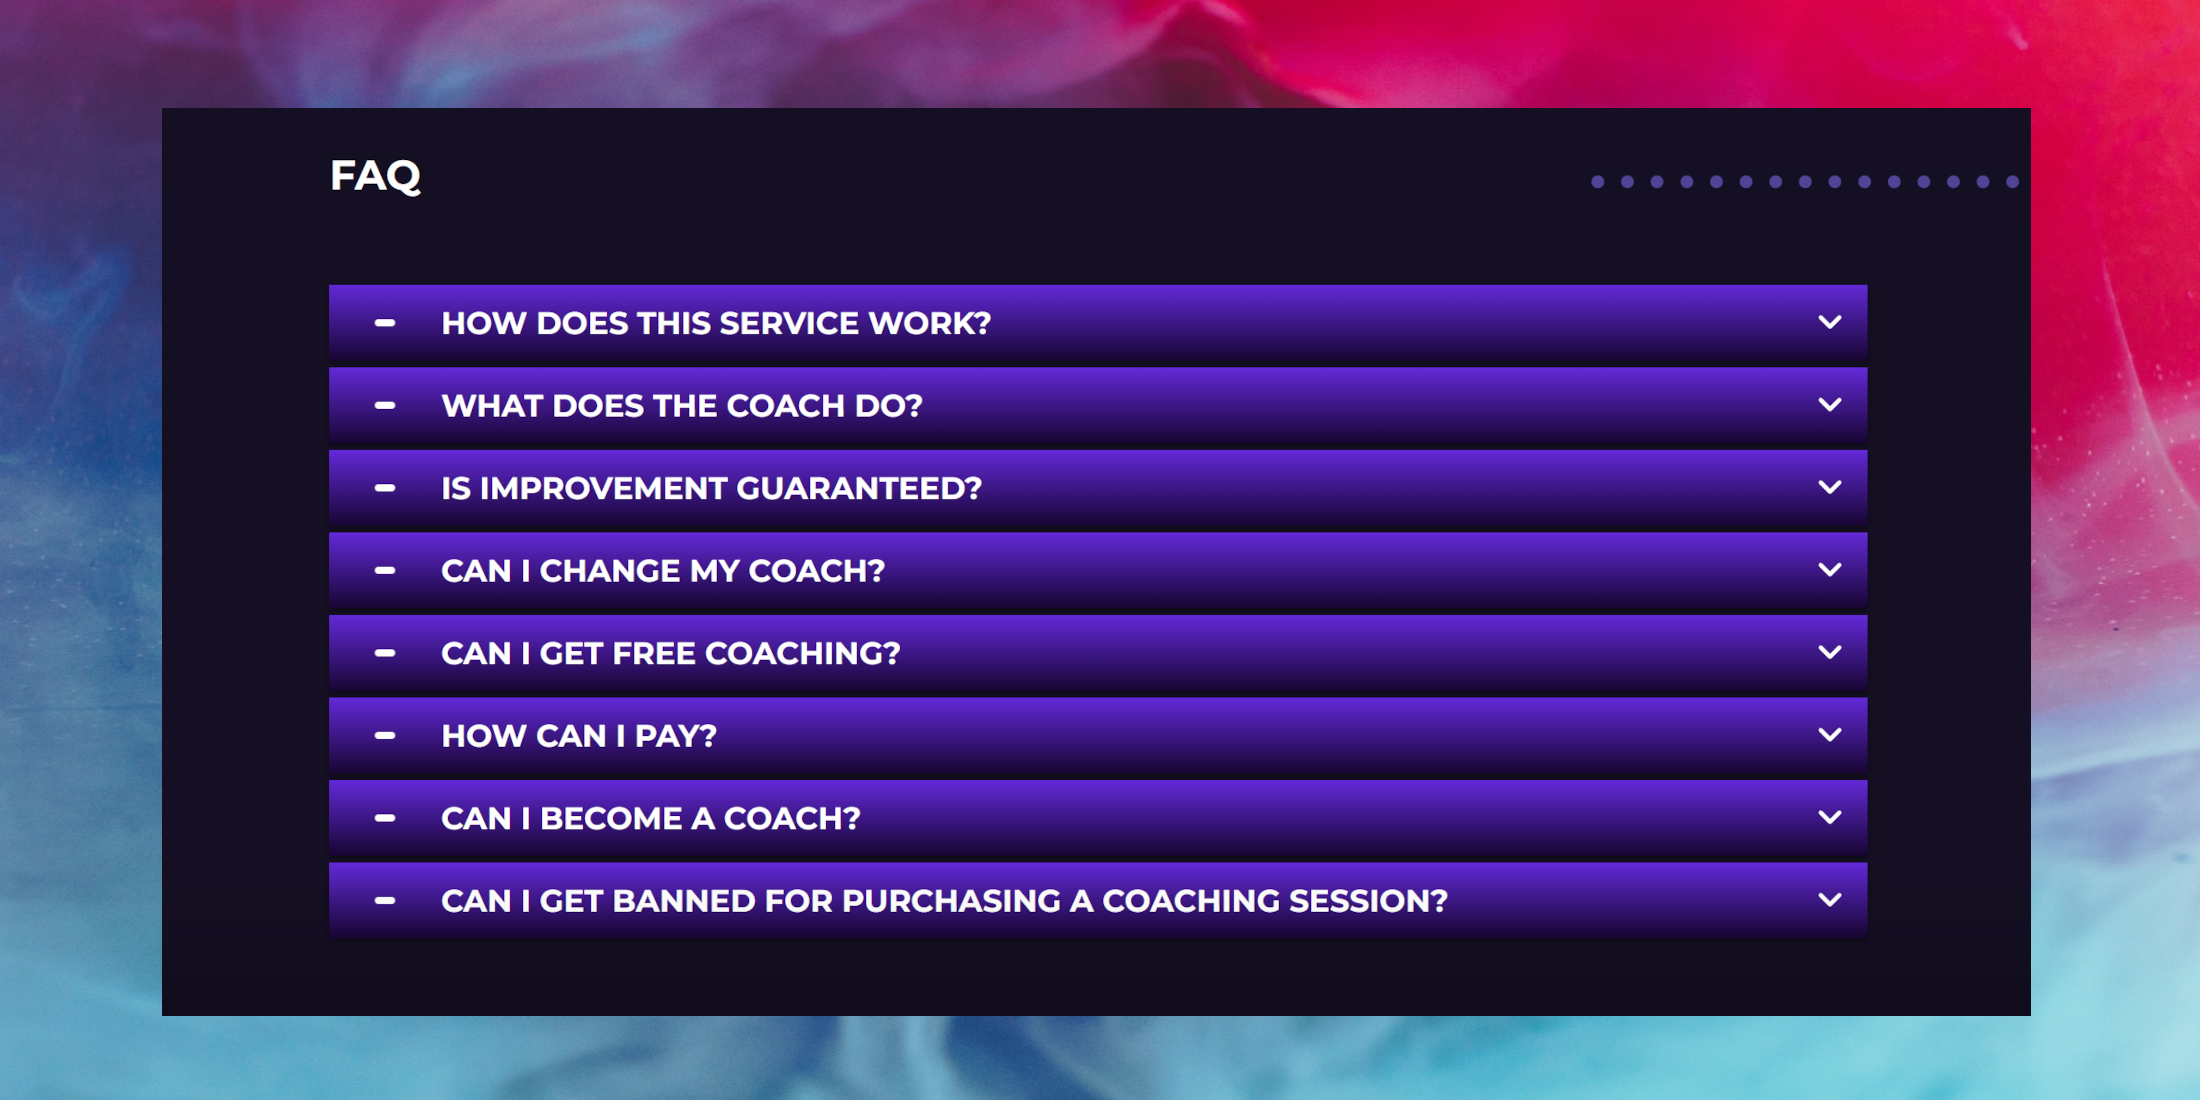 FAQ
HOW DOES THIS SERVICE WORK?
WHAT DOES THE COACH DO?
IS IMPROVEMENT GUARANTEED?
CAN I CHANGE MY COACH?
CAN I GET FREE COACHING?
HOW CAN I PAY?
CAN I BECOME A COACH?
CAN I GET BANNED FOR PURCHASING A COACHING SESSION?